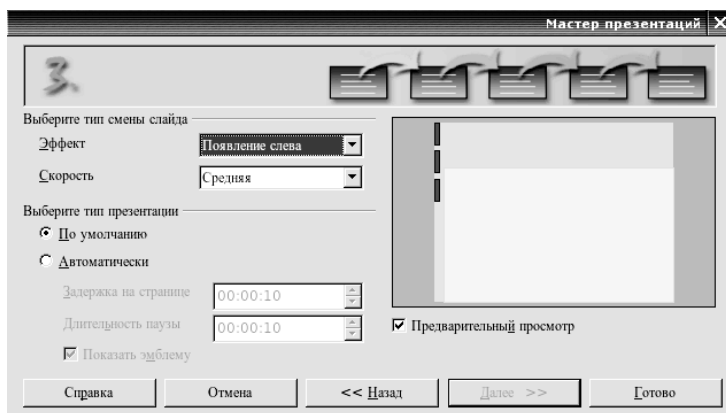 Мастер презентаций
3.
Выберите тип смены слайда
Эффект
Появление слева
Скорость
Средняя
Выберите тип презентации
По умолчанию
Автоматически
Задержка на странице
00:00:10
Длительность паузы
00:00:10
Показать эмблему
Предварительный просмотр
Справка
Отмена
<< Назад
Далее >>
Готово